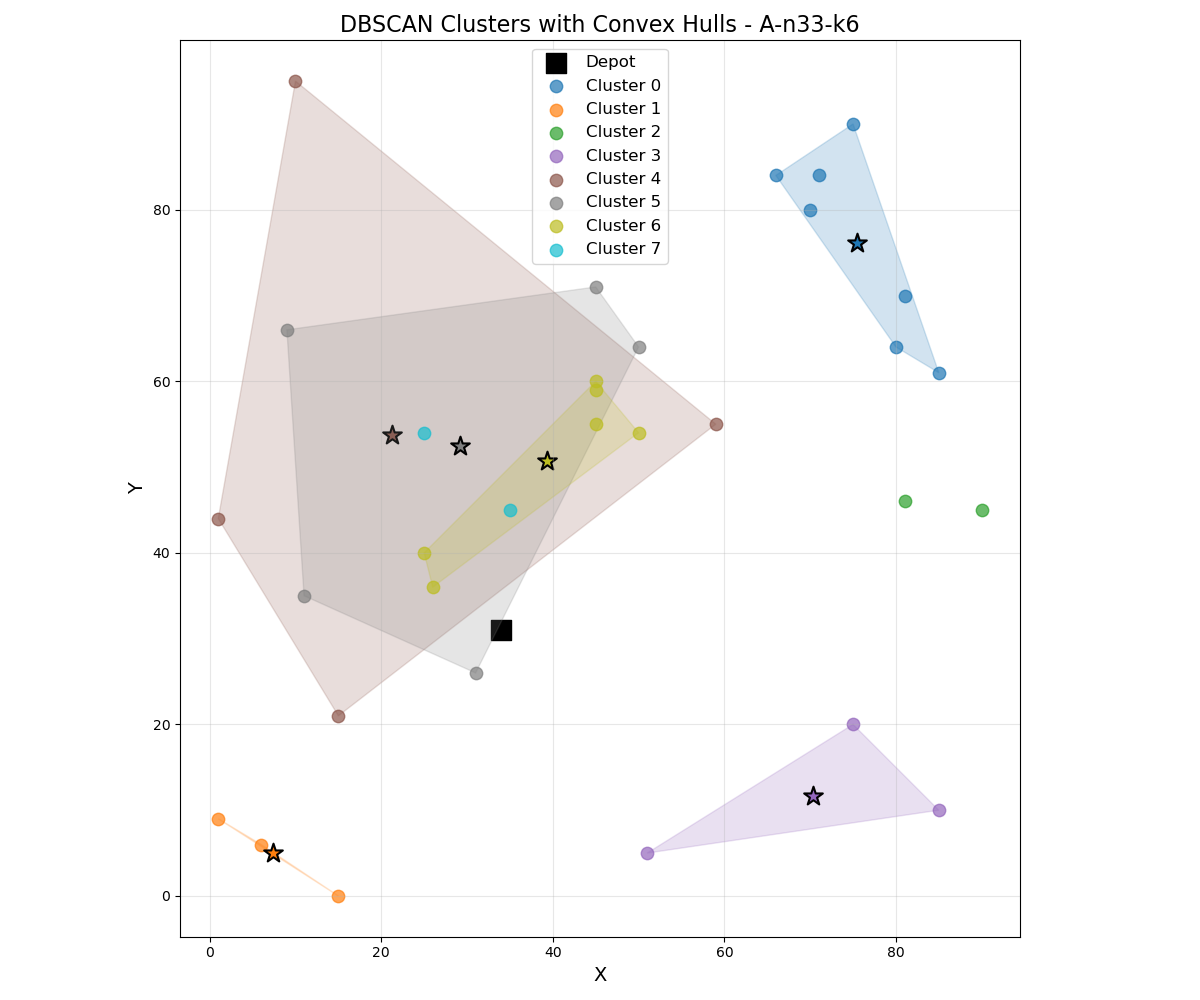 DBSCAN Clusters with Convex Hulls - A-n33-k6
Depot
Cluster 0
Cluster 1
Cluster 2
Cluster 3
Cluster 4
Cluster 5
Cluster 6
Cluster 7
Y
80
60
40
20
0
0 20 40 60 80
X